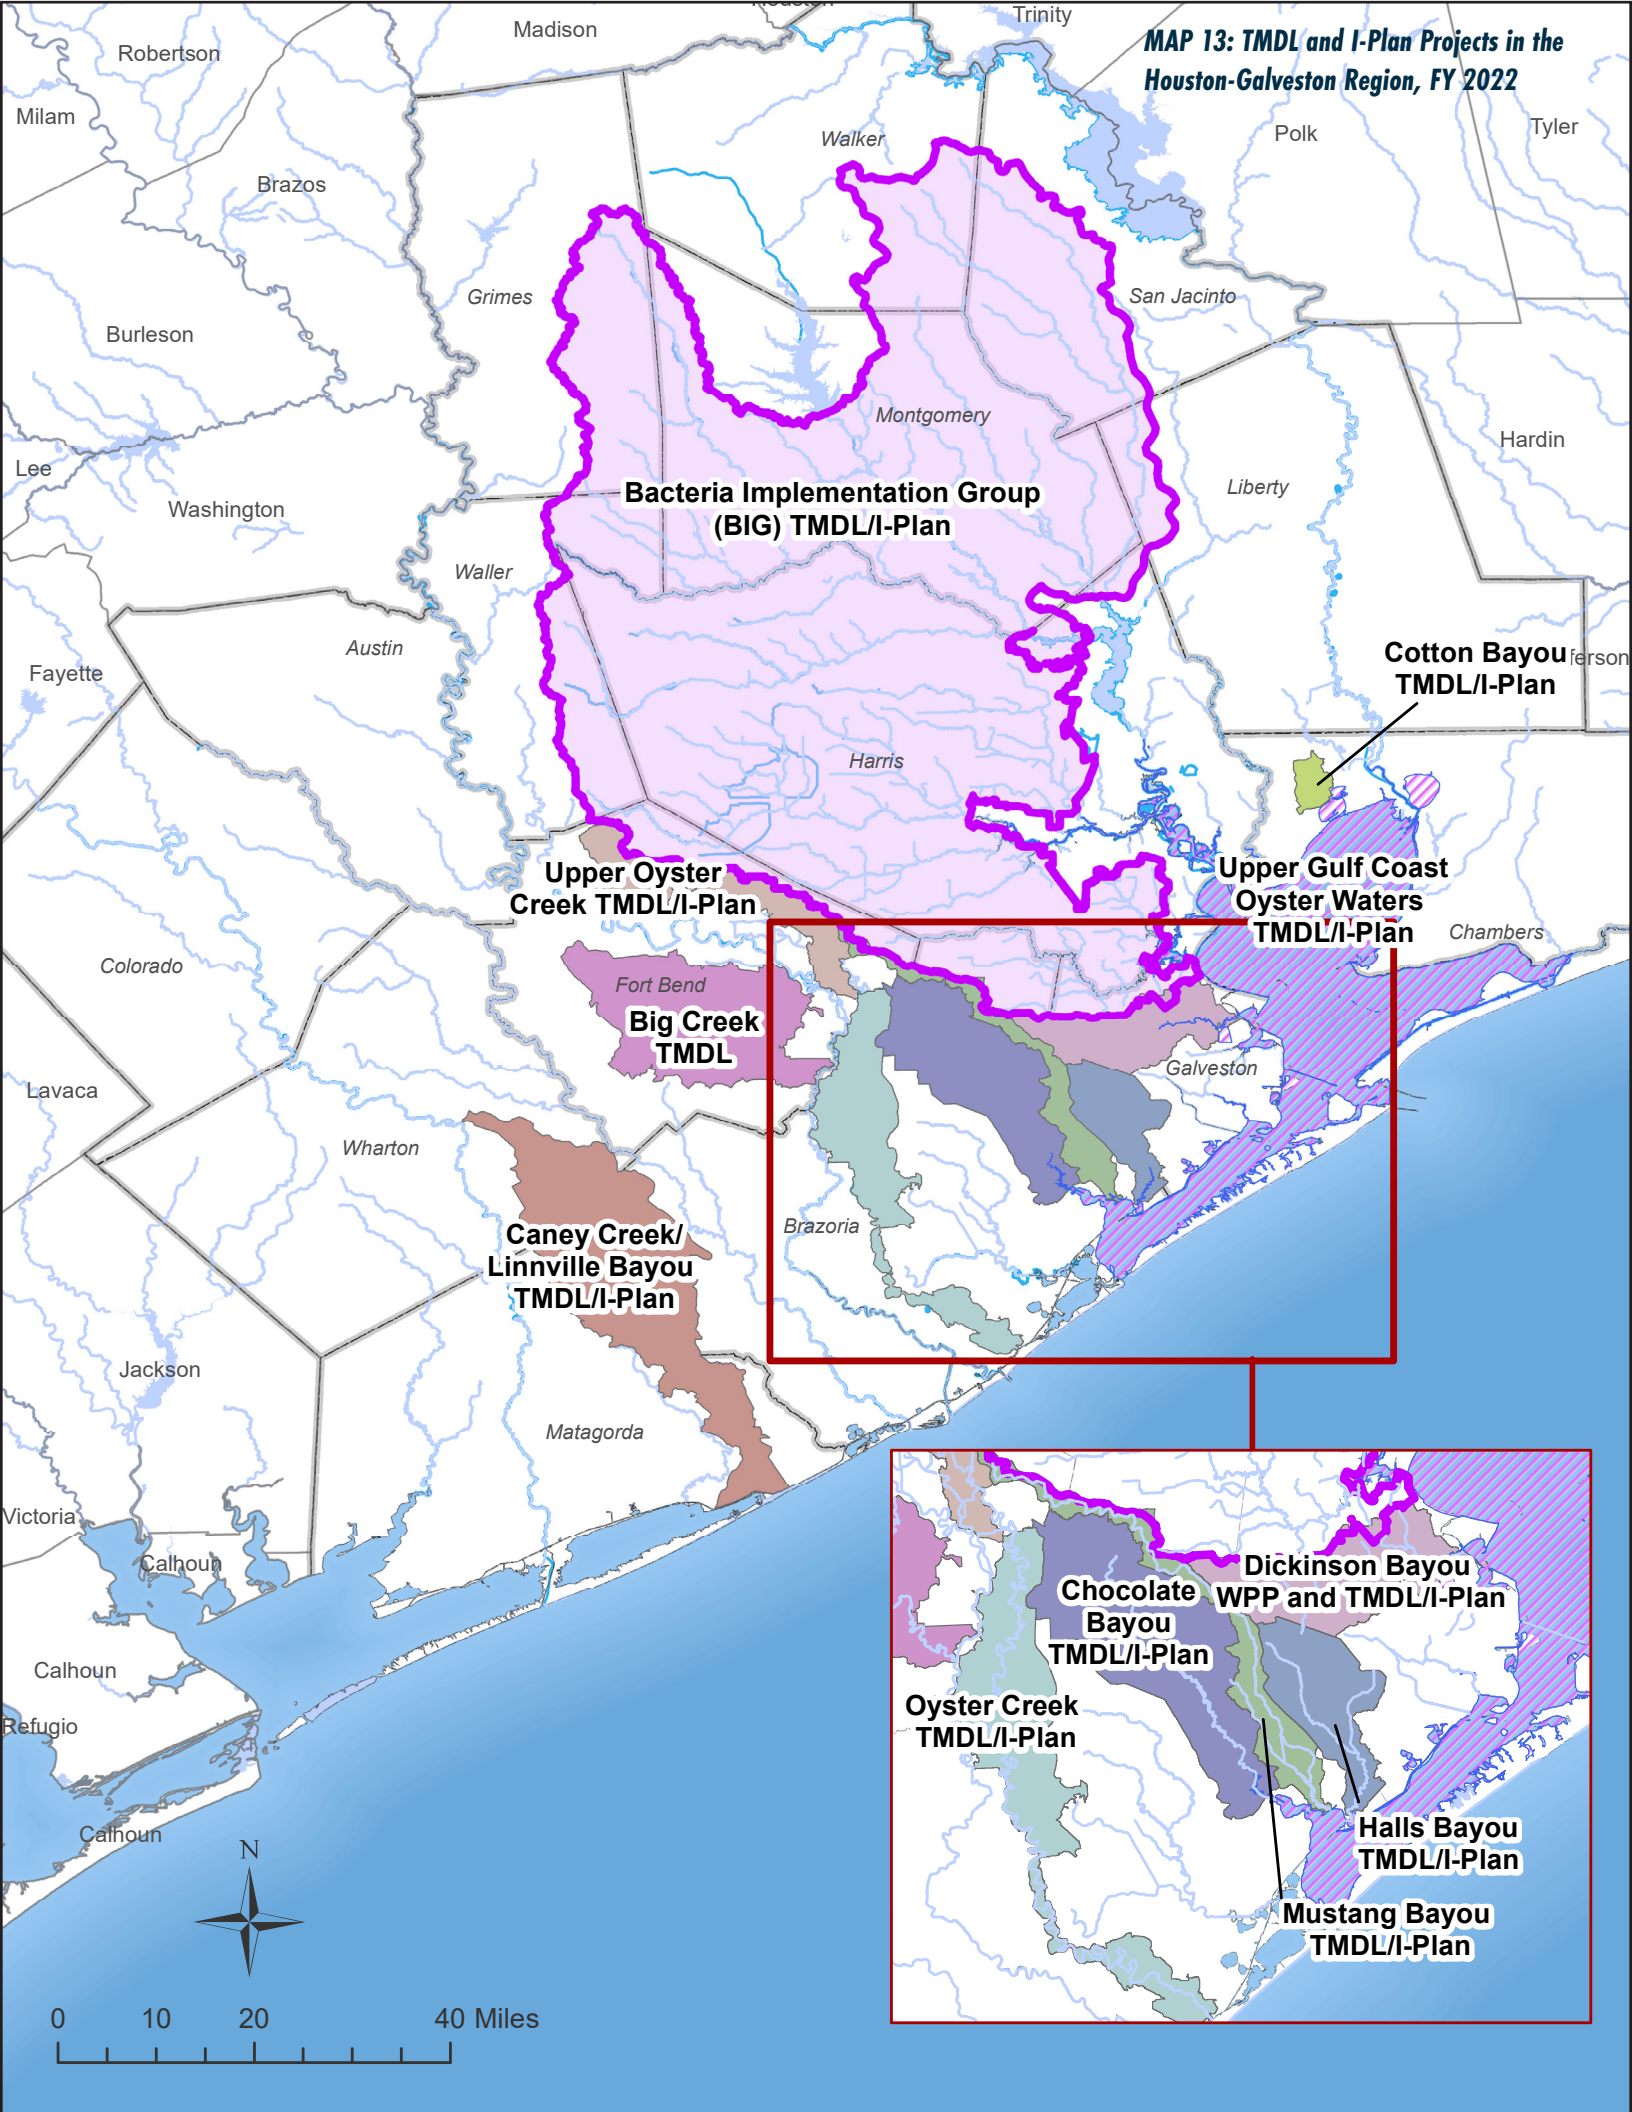 Houston
Trinity
Madison
MAP 13: TMDL and I-Plan Projects in the
Houston-Galveston Region, FY 2022
Robertson
Milam
Walker
Polk
Tyler
Brazos
Grimes
San Jacinto
Burleson
Montgomery
Hardin
Lee
Liberty
Bacteria Implementation Group
(BIG) TMDL/I-Plan
Washington
Waller
Austin
Fayette
Cotton Bayou
TMDL/I-Plan
ferson
Harris
Upper Oyster
Creek TMDL/I-Plan
Upper Gulf Coast
Oyster Waters
TMDL/I-Plan
Chambers
Colorado
Fort Bend
Big Creek
TMDL
Galveston
Lavaca
Wharton
Brazoria
Caney Creek/
Linnville Bayou
TMDL/I-Plan
Jackson
Matagorda
Victoria
Calhoun
Dickinson Bayou
WPP and TMDL/I-Plan
Chocolate
Bayou
TMDL/I-Plan
Calhoun
Oyster Creek
TMDL/I-Plan
Refugio
Halls Bayou
TMDL/I-Plan
Calhoun
Mustang Bayou
TMDL/I-Plan
N
0 10 20 40 Miles